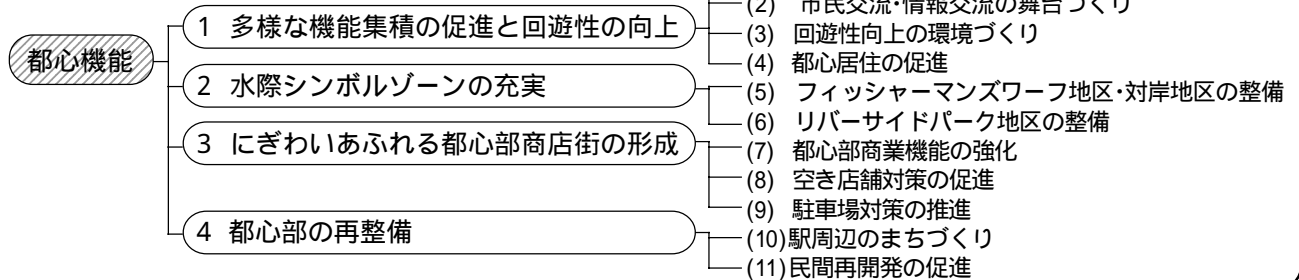 (2) 市民交流・情報交流の舞台づくり
1 多様な機能集積の促進と回遊性の向上
(3) 回遊性向上の環境づくり
都心機能
(4) 都心居住の促進
2 水際シンボルゾーンの充実
(5) フィッシャーマンズワーフ地区・対岸地区の整備
(6) リバーサイドパーク地区の整備
3 にぎわいあふれる都心部商店街の形成
(7) 都心部商業機能の強化
(8) 空き店舗対策の促進
(9) 駐車場対策の推進
4 都心部の再整備
(10)駅周辺のまちづくり
(11)民間再開発の促進